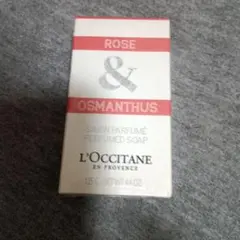 ROSE
&
OSMANTHUS
SAVON PARFUMÉ
PERFUMED SOAP
L'OCCITANE
EN PROVENCE